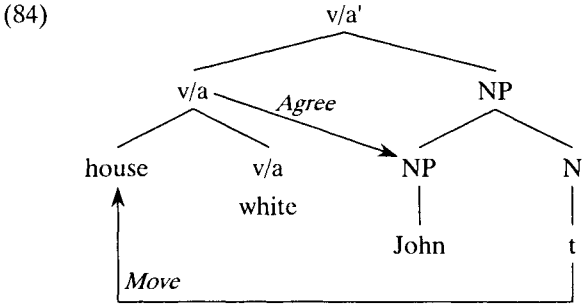 (84) v/a'
v/a Agree NP
house v/a NP N
white
John t
Move